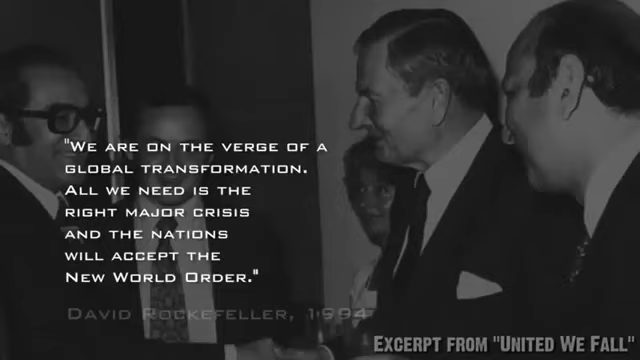 "We are on the verge of a
global transformation.
All we need is the
right major crisis
and the nations
will accept the
New World Order."
David Rockefeller, 1994
Excerpt from "United We Fall"